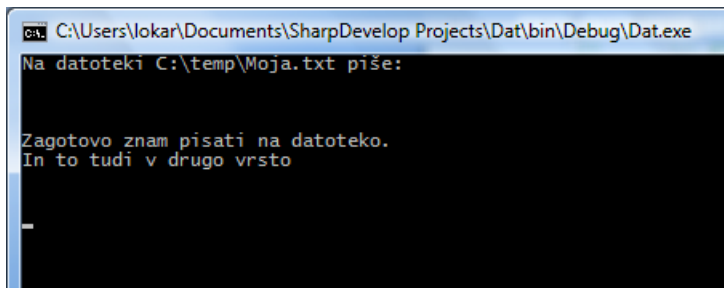 C:\Users\lokar\Documents\SharpDevelop Projects\Dat\bin\Debug\Dat.exe
Na datoteki C:\temp\Moja.txt piše:
Zagotovo znam pisati na datoteko.
In to tudi v drugo vrsto